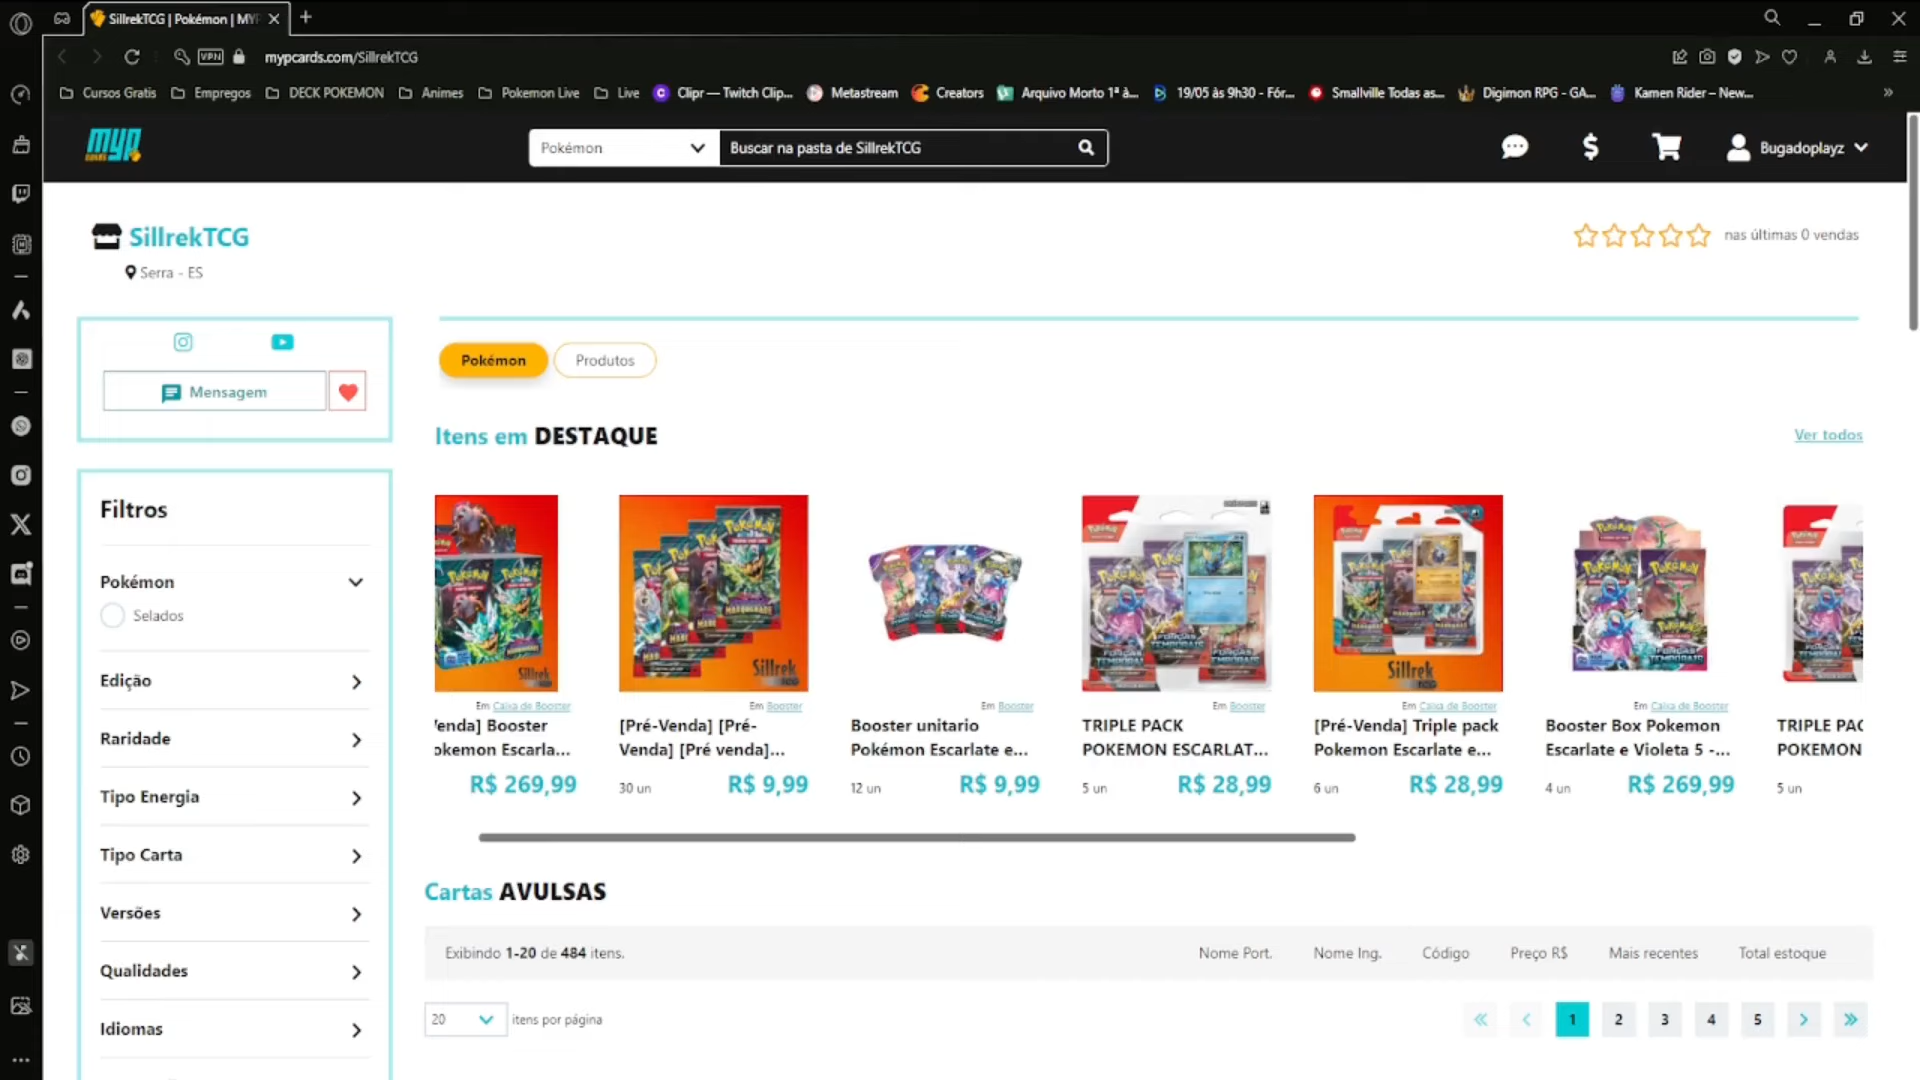 SillrekTCG | Pokémon | MYP
VPN
mypcards.com/SillrekTCG
Cursos Gratis
Empregos
DECK POKEMON
Animes
Pokemon Live
Live
Clipr — Twitch Clip...
Metastream
Creators
Arquivo Morto 1ª à...
19/05 às 9h30 - Fór...
Smallville Todas as...
Digimon RPG - GA...
Kamen Rider – New...
myp
Pokémon
Buscar na pasta de SillrekTCG
Bugadoplayz
SillrekTCG
nas últimas 0 vendas
Serra - ES
Mensagem
Pokémon
Produtos
Itens em DESTAQUE
Ver todos
Filtros
Pokémon
Selados
Edição
Raridade
Tipo Energia
Tipo Carta
Versões
Qualidades
Idiomas
Em Caixa de Booster
'enda] Booster
okemon Escarla...
R$ 269,99
Em Booster
[Pré-Venda] [Pré-
Venda] [Pré venda]...
30 un
R$ 9,99
Em Booster
Booster unitario
Pokémon Escarlate e...
12 un
R$ 9,99
Em Booster
TRIPLE PACK
POKEMON ESCARLAT...
5 un
R$ 28,99
Em Caixa de Booster
[Pré-Venda] Triple pack
Pokemon Escarlate e...
6 un
R$ 28,99
Em Caixa de Booster
Booster Box Pokemon
Escarlate e Violeta 5 -...
4 un
R$ 269,99
TRIPLE PAC
POKEMON
5 un
Cartas AVULSAS
Exibindo 1-20 de 484 itens.
Nome Port.
Nome Ing.
Código
Preço R$
Mais recentes
Total estoque
20
itens por página
1
2
3
4
5